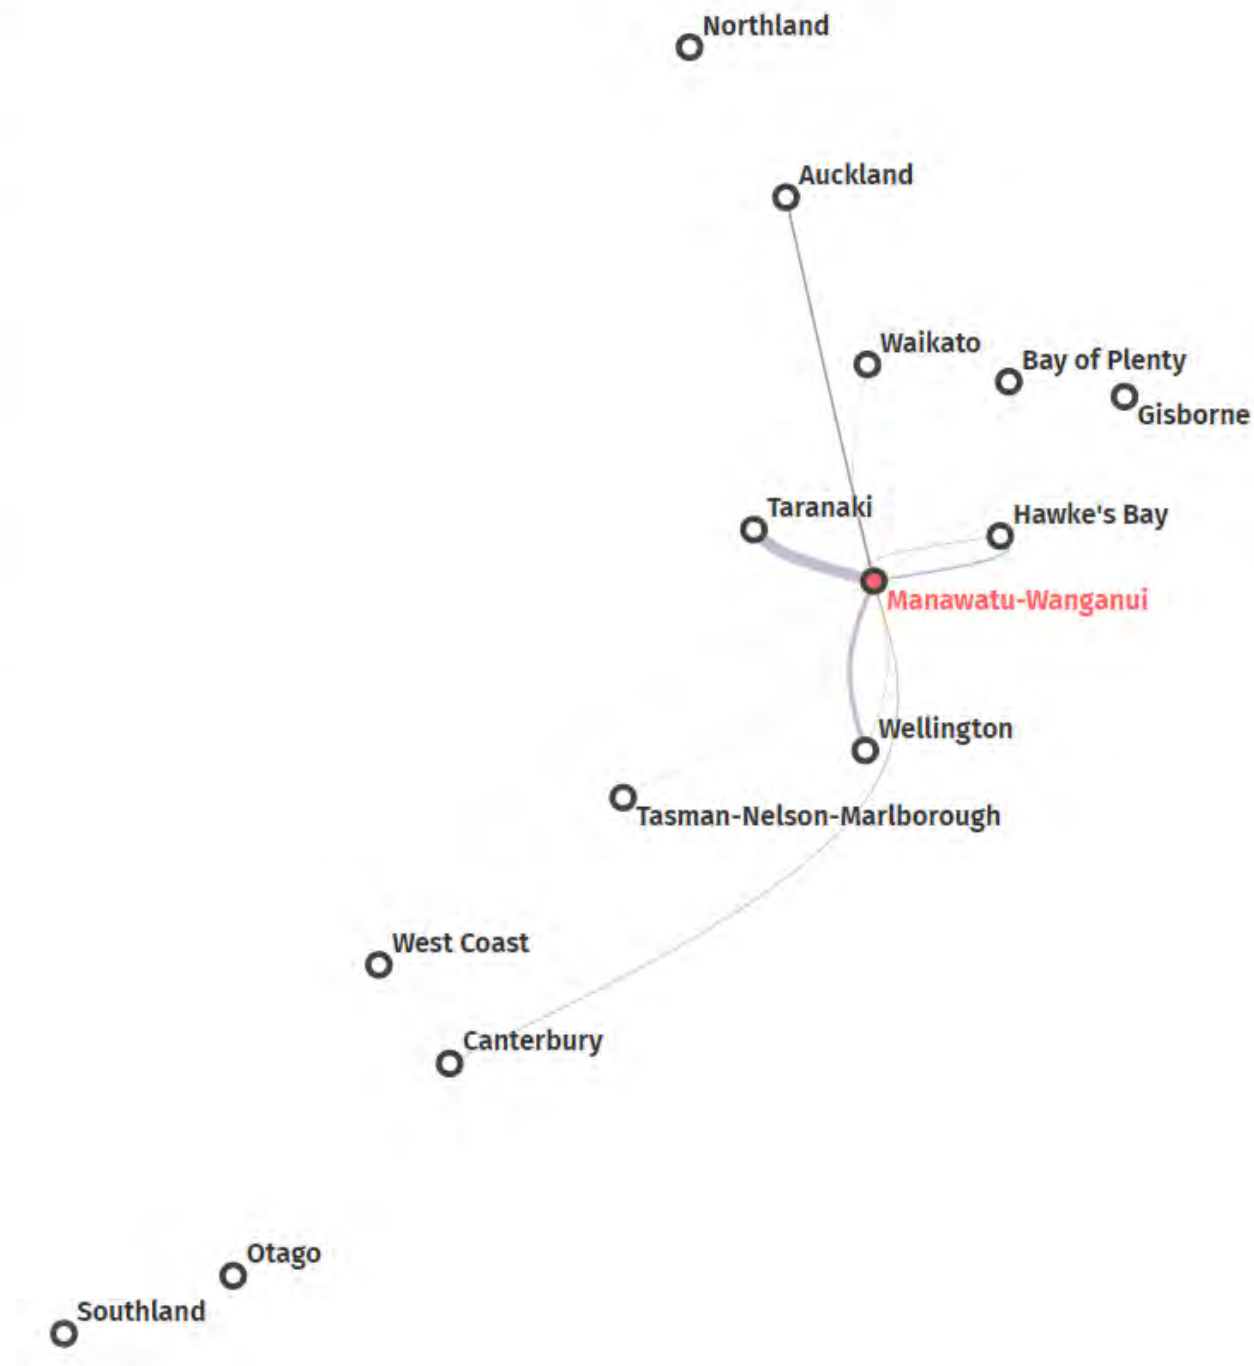 Northland
Auckland
Waikato
Bay of Plenty
Gisborne
Taranaki
Hawke's Bay
Manawatu-Wanganui
Wellington
Tasman-Nelson-Marlborough
West Coast
Canterbury
Otago
Southland